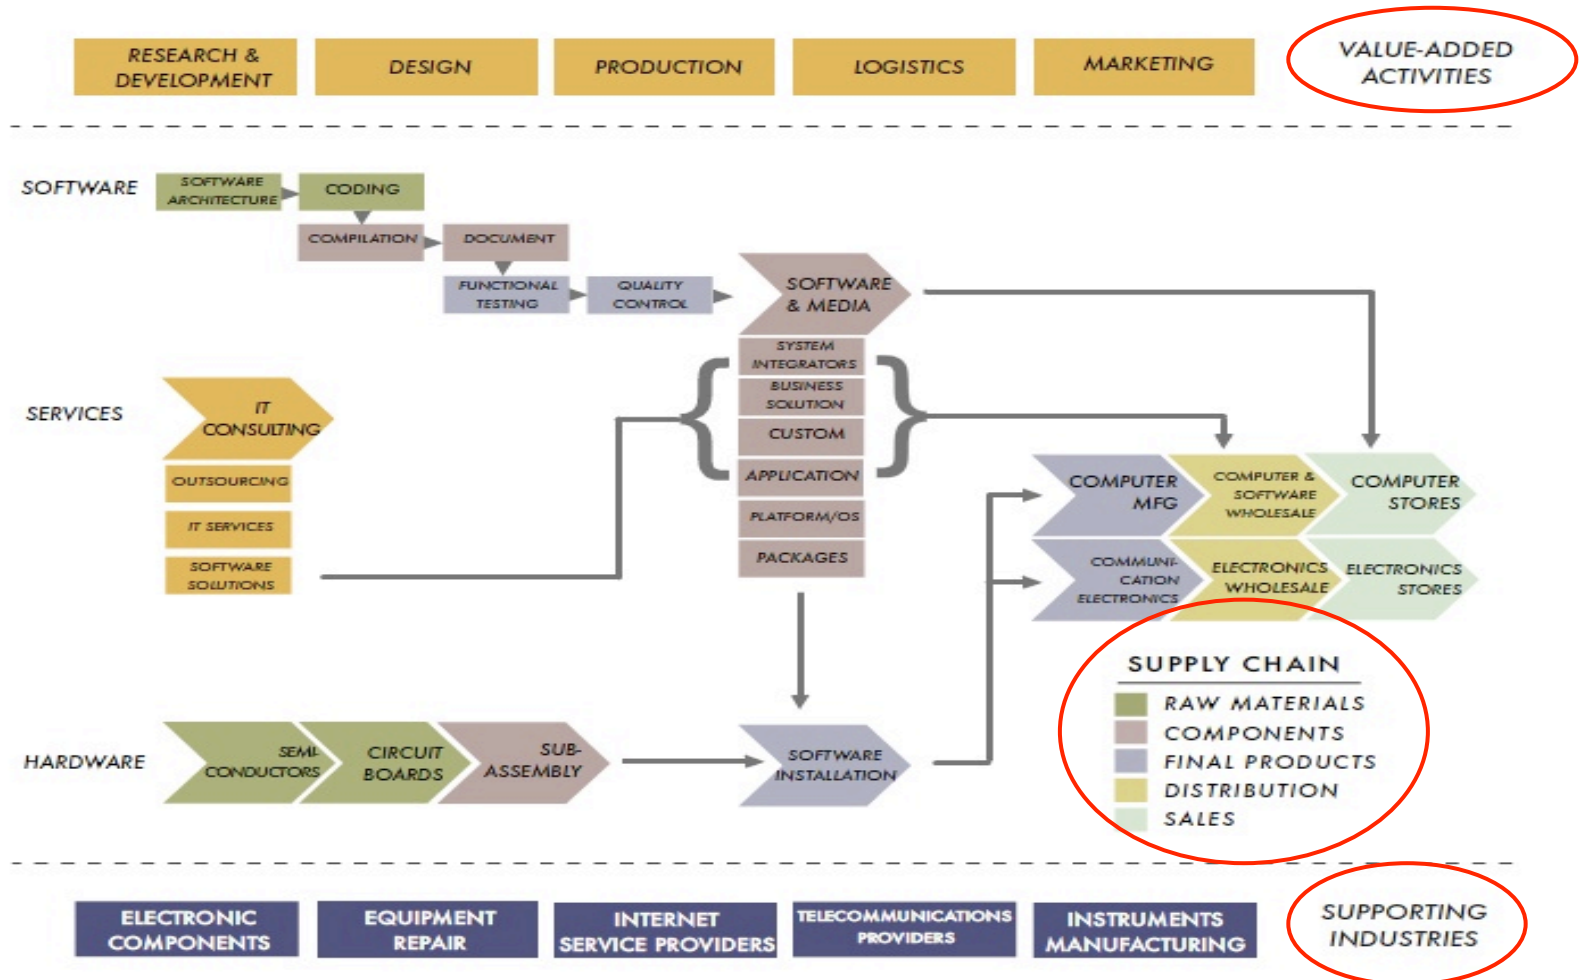 RESEARCH &
DEVELOPMENT
DESIGN
PRODUCTION
LOGISTICS
MARKETING
VALUE-ADDED
ACTIVITIES
SOFTWARE
SOFTWARE
ARCHITECTURE
CODING
COMPILATION
DOCUMENT
FUNCTIONAL
TESTING
QUALITY
CONTROL
SOFTWARE
& MEDIA
SYSTEM
INTEGRATORS
BUSINESS
SOLUTION
CUSTOM
APPLICATION
PLATFORM/OS
PACKAGES
SERVICES
IT
CONSULTING
OUTSOURCING
IT SERVICES
SOFTWARE
SOLUTIONS
COMPUTER
MFG
COMPUTER &
SOFTWARE
WHOLESALE
COMPUTER
STORES
COMMUNI-
CATION
ELECTRONICS
ELECTRONICS
WHOLESALE
ELECTRONICS
STORES
SUPPLY CHAIN
RAW MATERIALS
COMPONENTS
FINAL PRODUCTS
DISTRIBUTION
SALES
HARDWARE
SEMI-
CONDUCTORS
CIRCUIT
BOARDS
SUB-
ASSEMBLY
SOFTWARE
INSTALLATION
ELECTRONIC
COMPONENTS
EQUIPMENT
REPAIR
INTERNET
SERVICE PROVIDERS
TELECOMMUNICATIONS
PROVIDERS
INSTRUMENTS
MANUFACTURING
SUPPORTING
INDUSTRIES